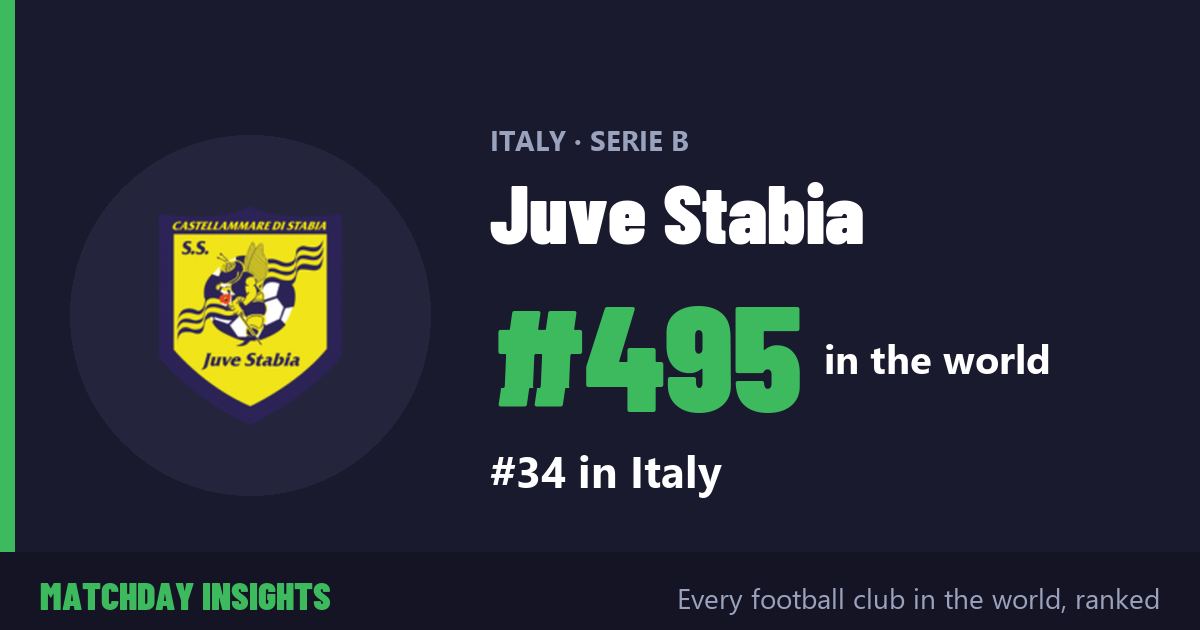 ITALY · SERIE B
Juve Stabia
#495 in the world
#34 in Italy
CASTELLAMMARE DI STABIA
S.S.
Juve Stabia
MATCHDAY INSIGHTS
Every football club in the world, ranked